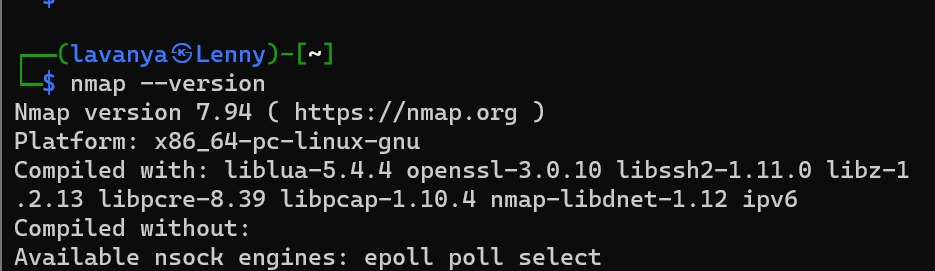 $
┌──(lavanya㉿Lenny)-[~]
└─$ nmap --version
Nmap version 7.94 ( https://nmap.org )
Platform: x86_64-pc-linux-gnu
Compiled with: liblua-5.4.4 openssl-3.0.10 libssh2-1.11.0 libz-1
.2.13 libpcre-8.39 libpcap-1.10.4 nmap-libdnet-1.12 ipv6
Compiled without:
Available nsock engines: epoll poll select